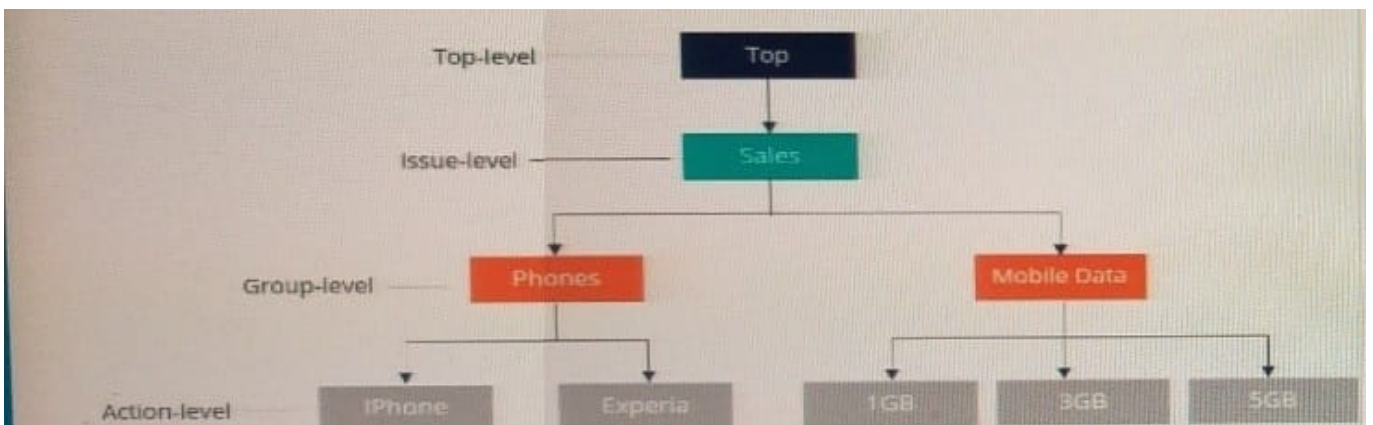 Top-level Top
Issue-level Sales
Group-level Phones Mobile Data
Action-level iPhone Experia 1GB 3GB 5GB